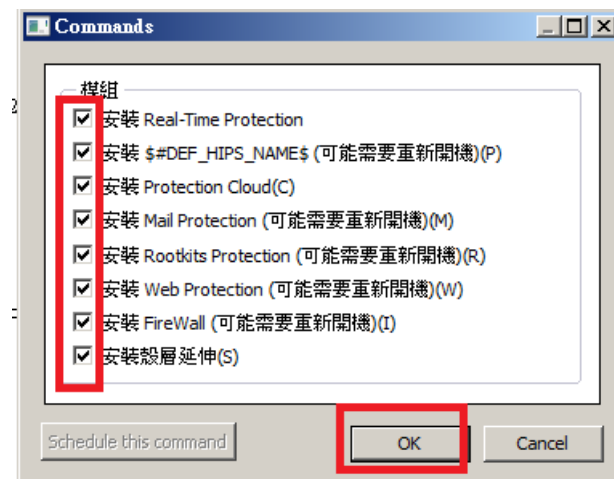 Commands
模組
安裝 Real-Time Protection
安裝 $#DEF_HIPS_NAME$ (可能需要重新開機)(P)
安裝 Protection Cloud(C)
安裝 Mail Protection (可能需要重新開機)(M)
安裝 Rootkits Protection (可能需要重新開機)(R)
安裝 Web Protection (可能需要重新開機)(W)
安裝 FireWall (可能需要重新開機)(I)
安裝殼層延伸(S)
Schedule this command
OK
Cancel